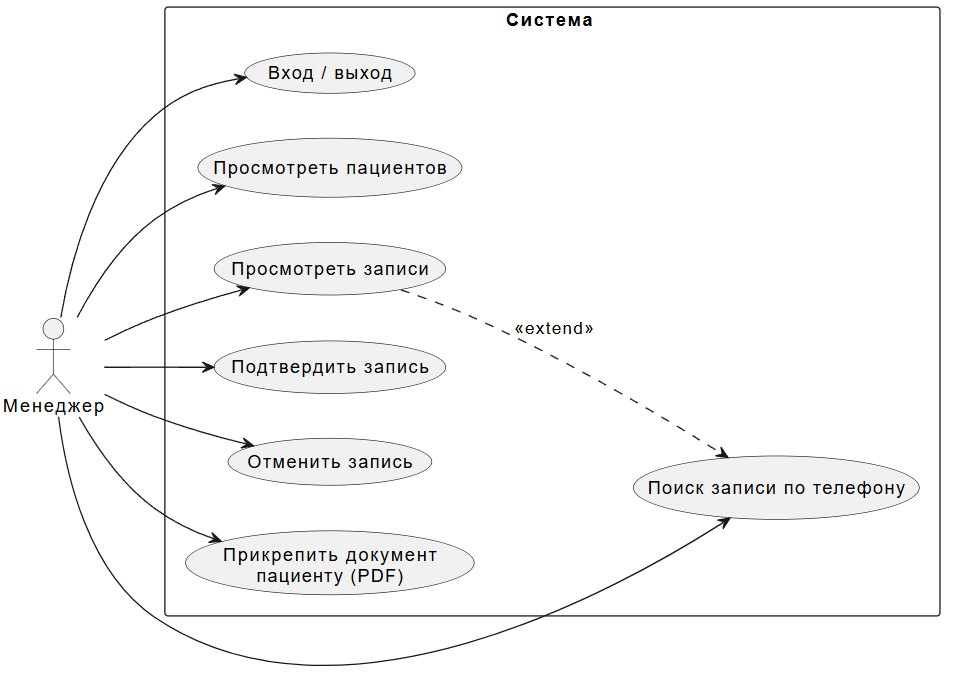 Система
Вход / выход
Просмотреть пациентов
Просмотреть записи
«extend»
Подтвердить запись
Менеджер
Отменить запись
Поиск записи по телефону
Прикрепить документ
пациенту (PDF)